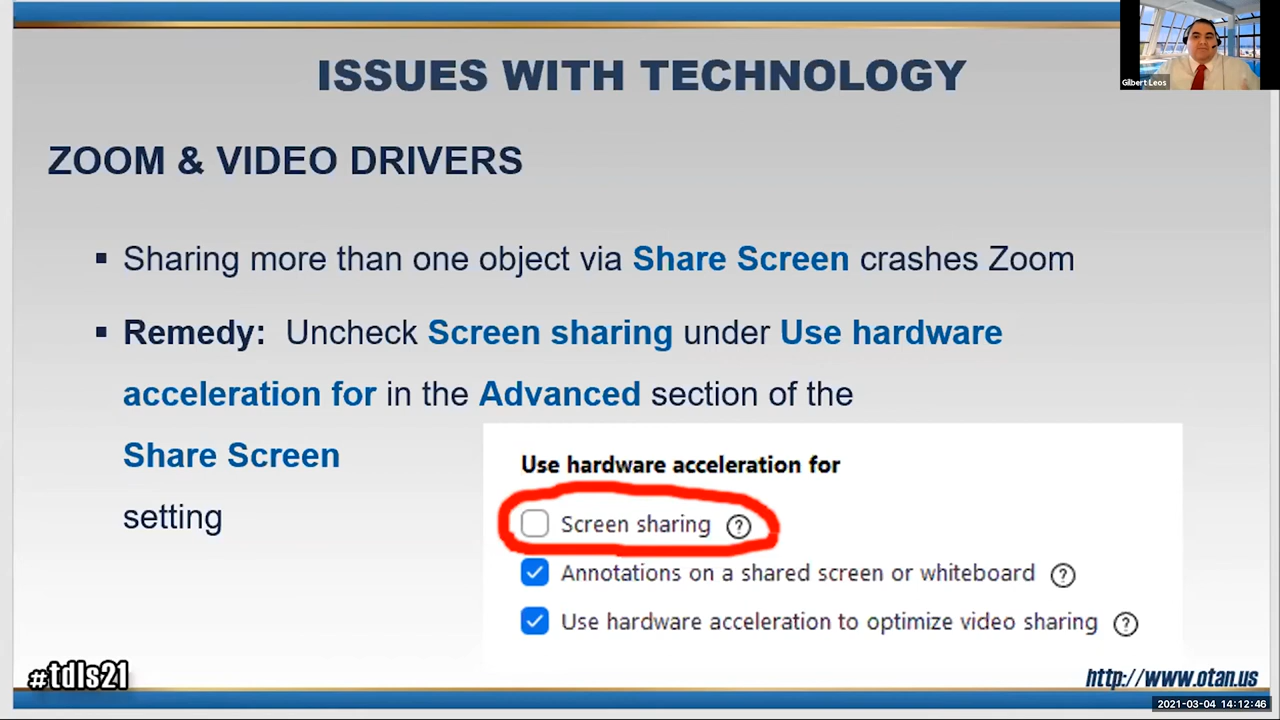 ISSUES WITH TECHNOLOGY
Gilbert Leos
ZOOM & VIDEO DRIVERS
▪ Sharing more than one object via Share Screen crashes Zoom
▪ Remedy: Uncheck Screen sharing under Use hardware
acceleration for in the Advanced section of the
Share Screen
setting
Use hardware acceleration for
Screen sharing ?
Annotations on a shared screen or whiteboard ?
Use hardware acceleration to optimize video sharing ?
#tdls21
http://www.otan.us
2021-03-04 14:12:46